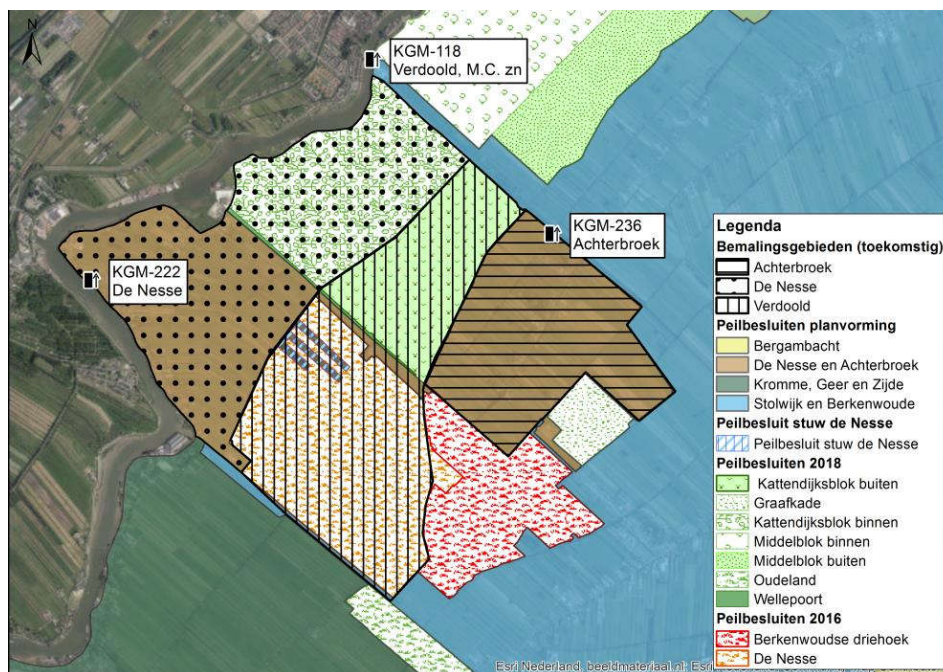 N
KGM-118
Verdoold, M.C. zn
KGM-236
Achterbroek
KGM-222
De Nesse
Legenda
Bemalingsgebieden (toekomstig)
Achterbroek
De Nesse
Verdoold
Peilbesluiten planvorming
Bergambacht
De Nesse en Achterbroek
Kromme, Geer en Zijde
Stolwijk en Berkenwoude
Peilbesluit stuw de Nesse
Peilbesluit stuw de Nesse
Peilbesluiten 2018
Kattendijksblok buiten
Graafkade
Kattendijksblok binnen
Middelblok binnen
Middelblok buiten
Oudeland
Wellepoort
Peilbesluiten 2016
Berkenwoudse driehoek
De Nesse
Esri Nederland, beeldmateriaal.nl; Esri